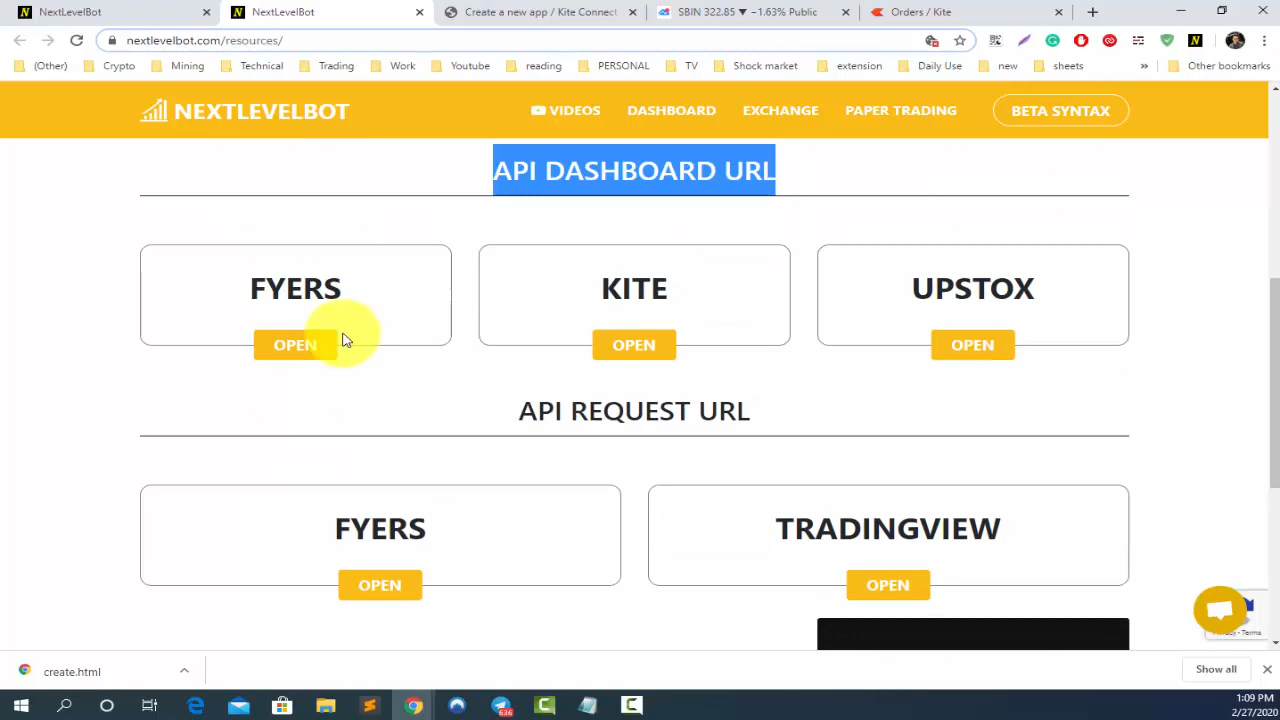 NextLevelBot
NextLevelBot
Create a new app / Kite Connect
SBIN 322.85 ▼ −1.63% Public
Orders / Kite
nextlevelbot.com/resources/
(Other)
Crypto
Mining
Technical
Trading
Work
Youtube
reading
PERSONAL
TV
Shock market
extension
Daily Use
new
sheets
»
Other bookmarks
NEXTLEVELBOT
VIDEOS
DASHBOARD
EXCHANGE
PAPER TRADING
BETA SYNTAX
API DASHBOARD URL
FYERS
KITE
UPSTOX
OPEN
OPEN
OPEN
API REQUEST URL
FYERS
TRADINGVIEW
OPEN
OPEN
Privacy - Terms
create.html
Show all
636
1:09 PM
2/27/2020